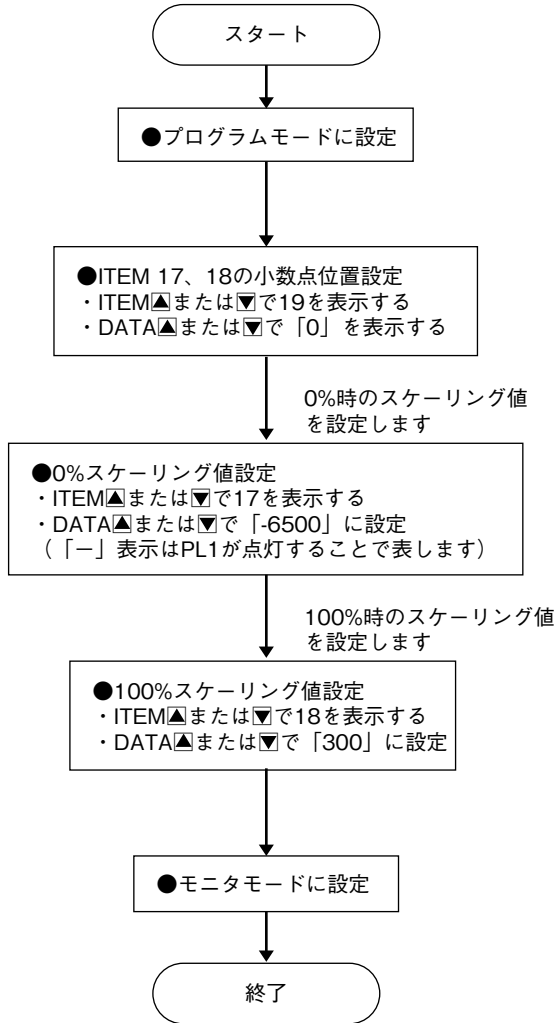 スタート
●プログラムモードに設定
●ITEM 17、18の小数点位置設定
・ITEM▲または▼で19を表示する
・DATA▲または▼で「0」を表示する
0%時のスケーリング値
を設定します
●0%スケーリング値設定
・ITEM▲または▼で17を表示する
・DATA▲または▼で「-6500」に設定
（「－」表示はPL1が点灯することで表します）
100%時のスケーリング値
を設定します
●100%スケーリング値設定
・ITEM▲または▼で18を表示する
・DATA▲または▼で「300」に設定
●モニタモードに設定
終了